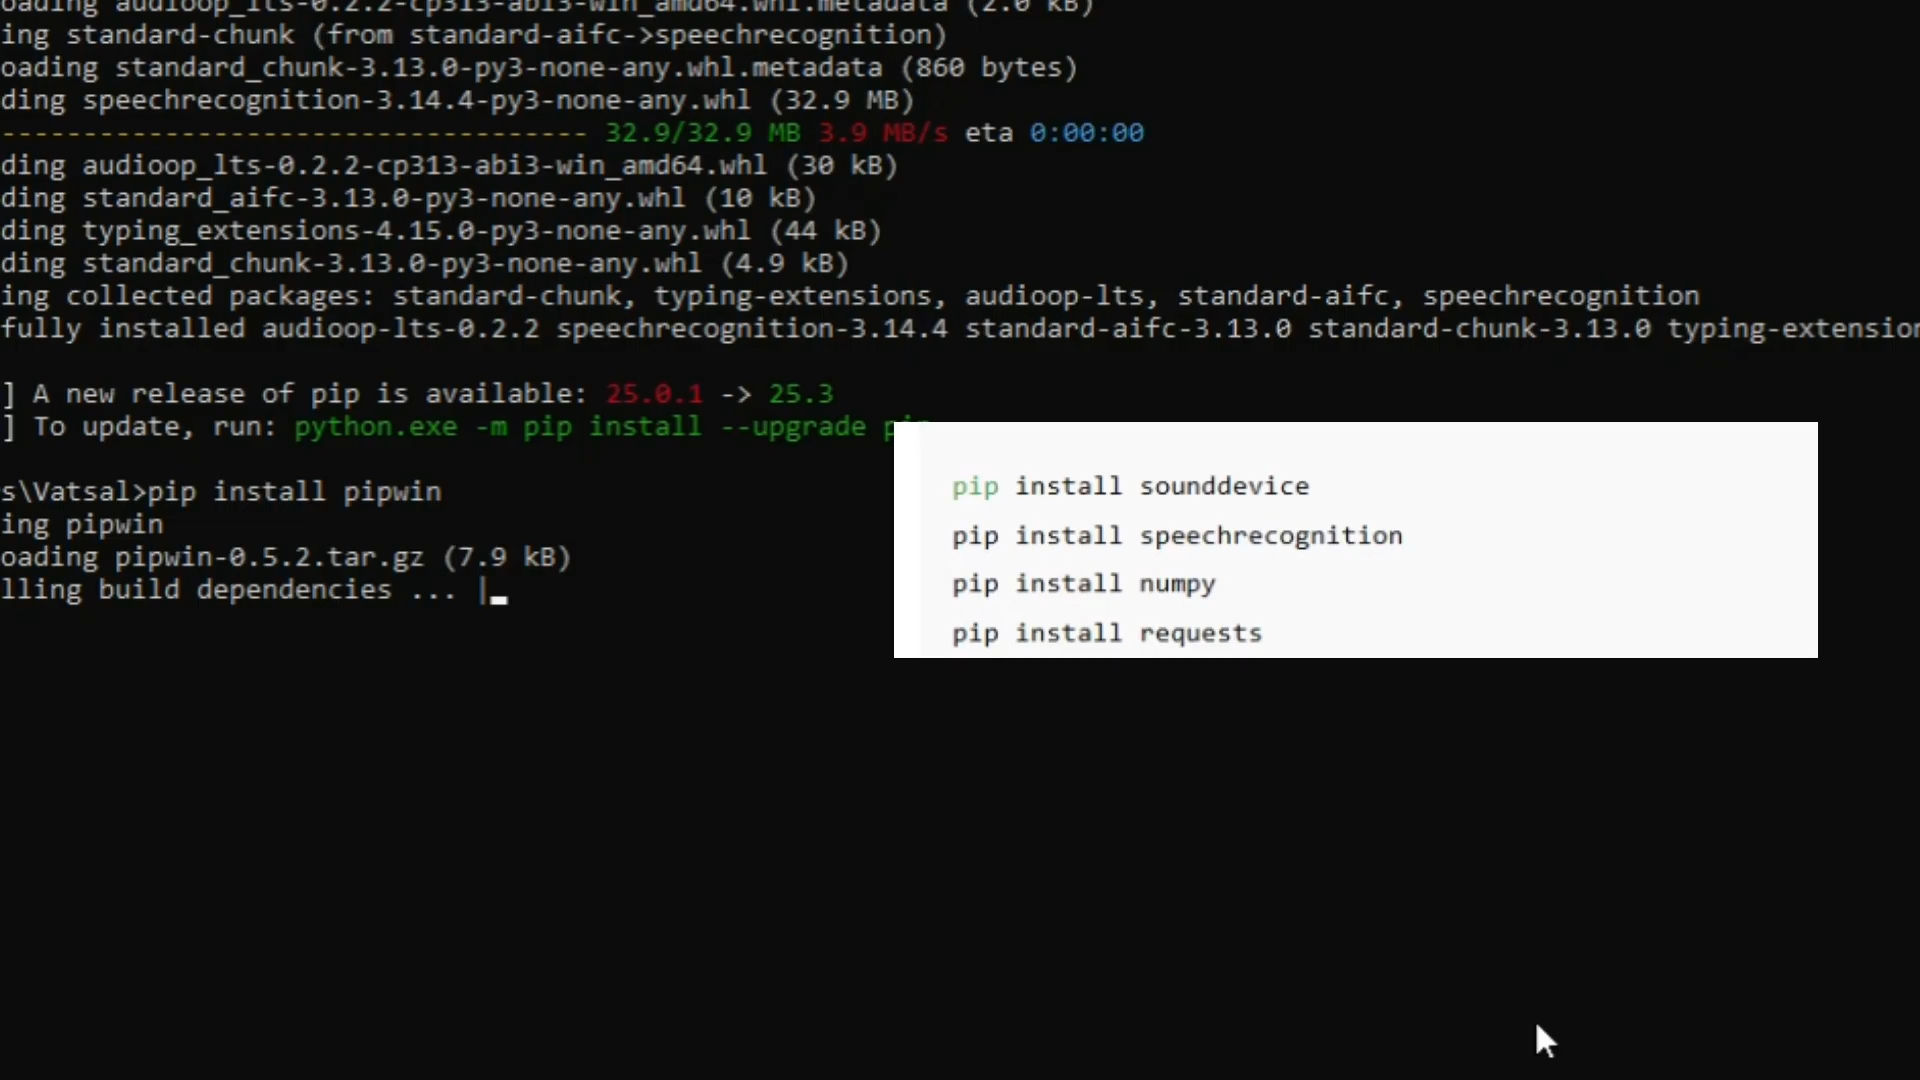 oading audioop_lts-0.2.2-cp313-abi3-win_amd64.whl.metadata (2.0 kB)
ing standard-chunk (from standard-aifc->speechrecognition)
oading standard_chunk-3.13.0-py3-none-any.whl.metadata (860 bytes)
ding speechrecognition-3.14.4-py3-none-any.whl (32.9 MB)
------------------------------------ 32.9/32.9 MB 3.9 MB/s eta 0:00:00
ding audioop_lts-0.2.2-cp313-abi3-win_amd64.whl (30 kB)
ding standard_aifc-3.13.0-py3-none-any.whl (10 kB)
ding typing_extensions-4.15.0-py3-none-any.whl (44 kB)
ding standard_chunk-3.13.0-py3-none-any.whl (4.9 kB)
ing collected packages: standard-chunk, typing-extensions, audioop-lts, standard-aifc, speechrecognition
fully installed audioop-lts-0.2.2 speechrecognition-3.14.4 standard-aifc-3.13.0 standard-chunk-3.13.0 typing-extension
] A new release of pip is available: 25.0.1 -> 25.3
] To update, run: python.exe -m pip install --upgrade pip
s\Vatsal>pip install pipwin
ing pipwin
oading pipwin-0.5.2.tar.gz (7.9 kB)
lling build dependencies ... |
pip install sounddevice
pip install speechrecognition
pip install numpy
pip install requests